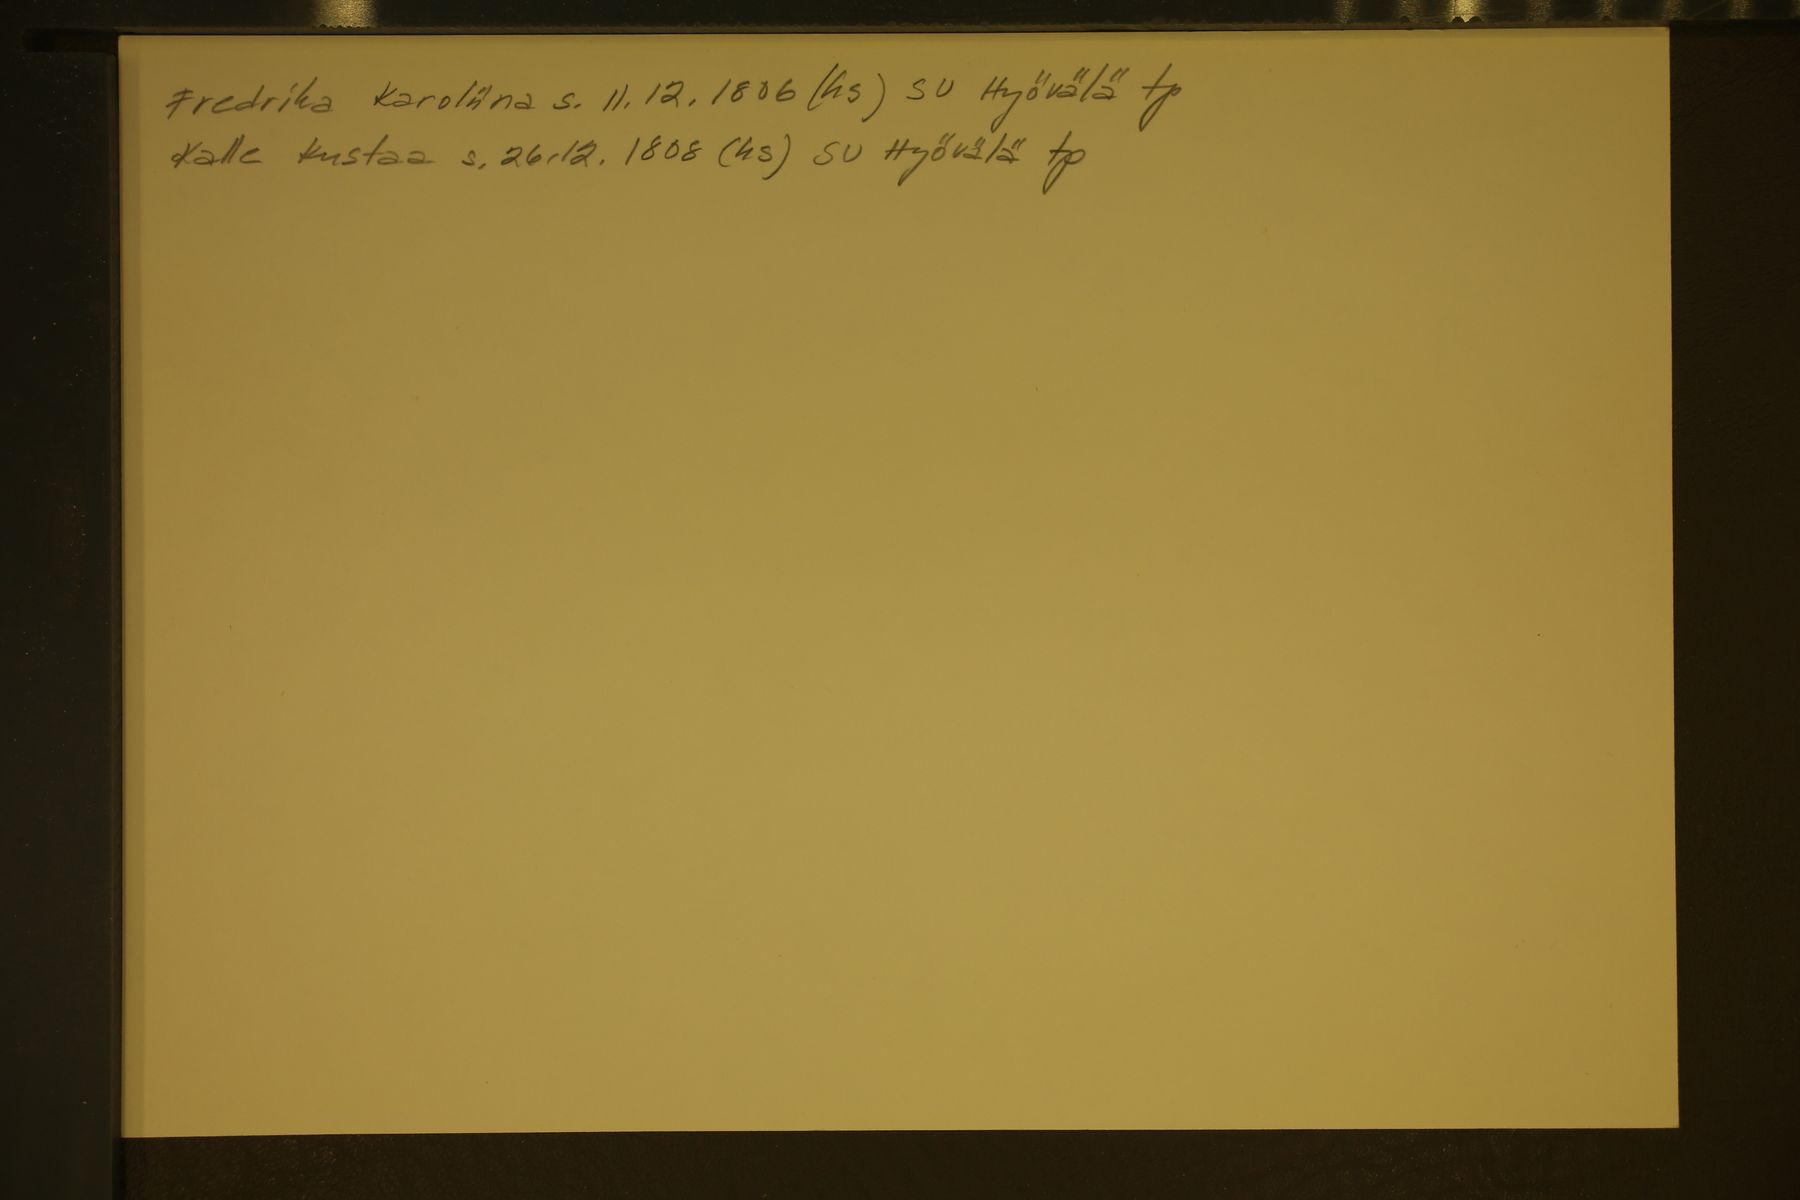 Fredrika Karoliina s. 11.12.1806 (hs) SU Hyövälä tp
Kalle Kustaa s. 26.12.1808 (hs) SU Hyövälä tp